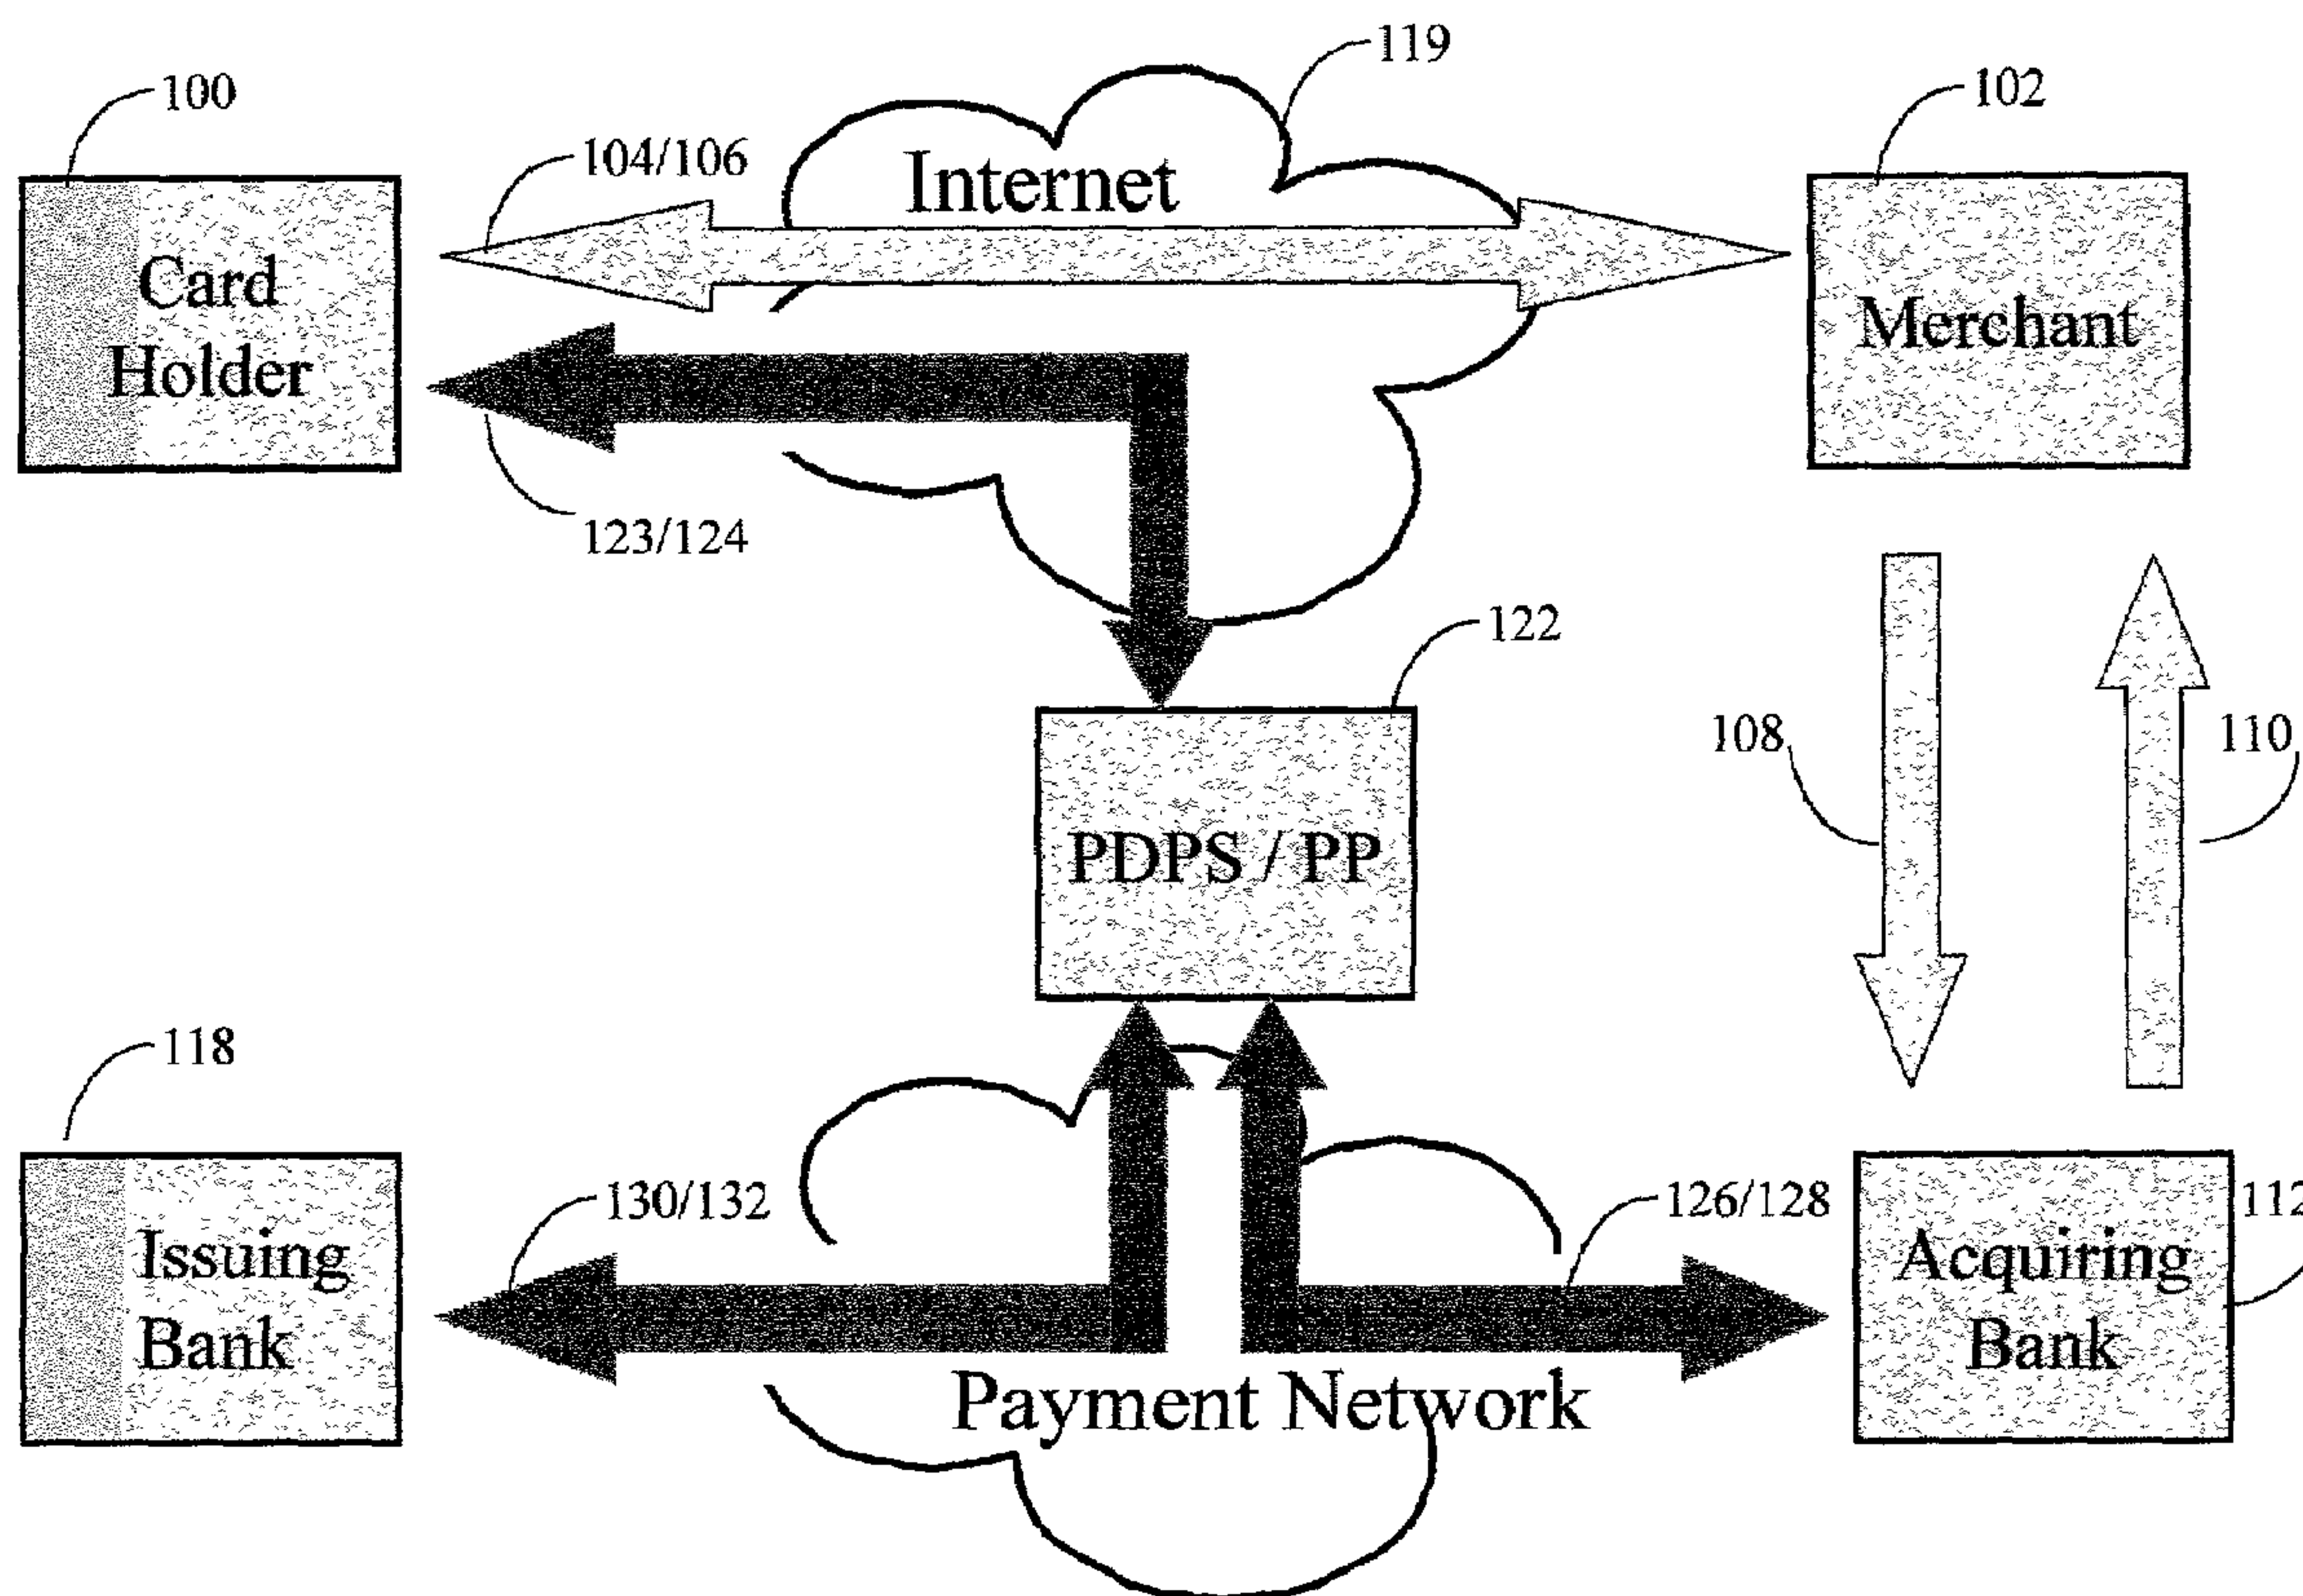 119
100
102
104/106
Internet
Card
Holder
Merchant
123/124
122
108
110
PDPS / PP
118
130/132
126/128
112
Issuing
Bank
Acquiring
Bank
Payment Network